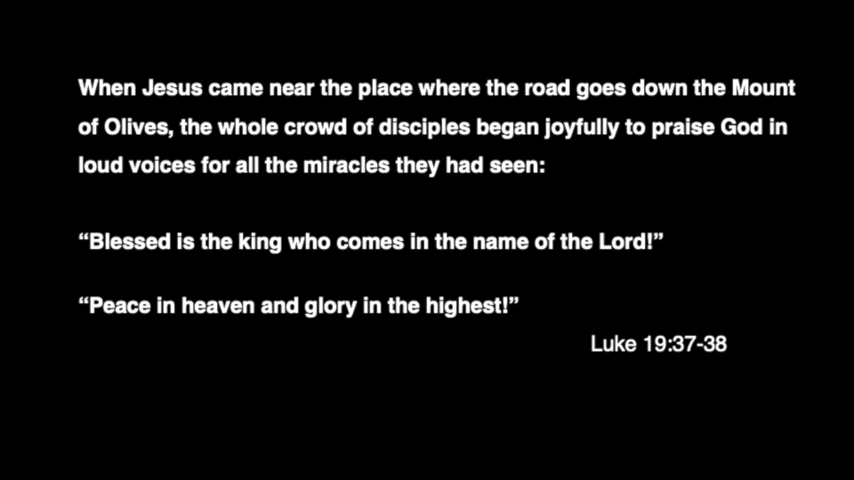 When Jesus came near the place where the road goes down the Mount
of Olives, the whole crowd of disciples began joyfully to praise God in
loud voices for all the miracles they had seen:
“Blessed is the king who comes in the name of the Lord!”
“Peace in heaven and glory in the highest!”
Luke 19:37-38